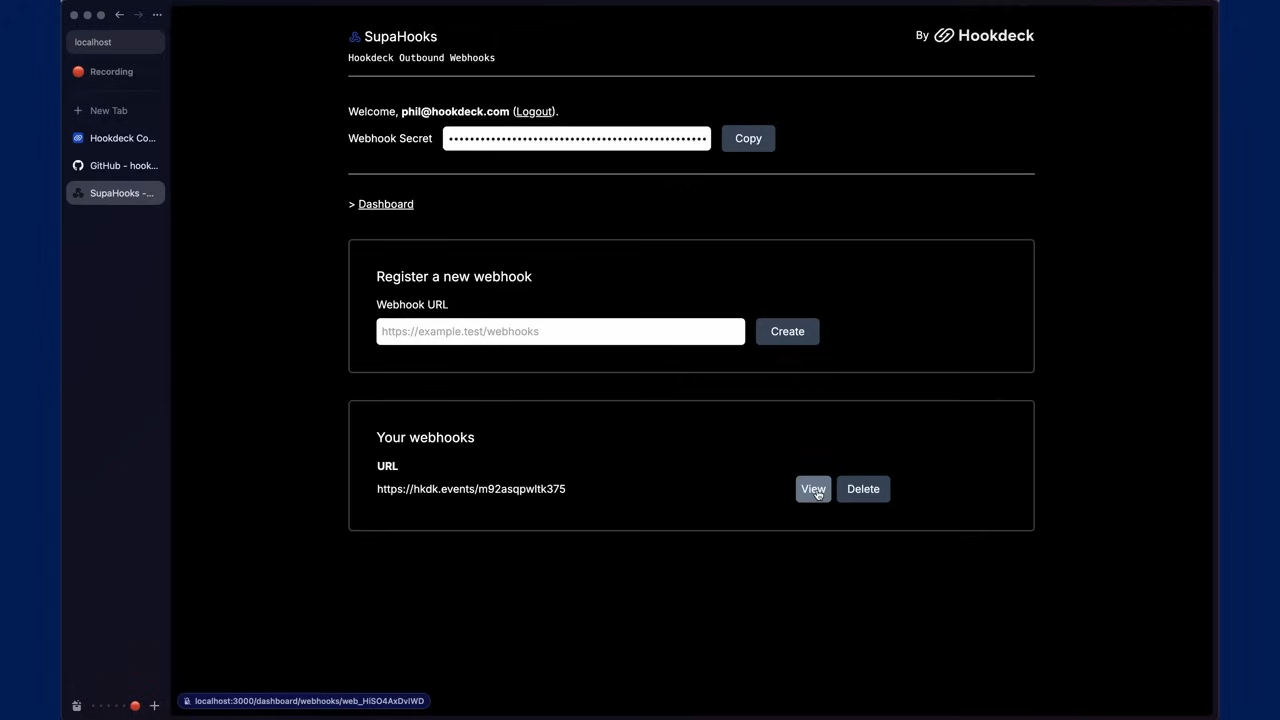 localhost
Recording
New Tab
Hookdeck Co...
GitHub - hook...
SupaHooks -...
SupaHooks
By Hookdeck
Hookdeck Outbound Webhooks
Welcome, phil@hookdeck.com (Logout).
Webhook Secret
Copy
> Dashboard
Register a new webhook
Webhook URL
https://example.test/webhooks
Create
Your webhooks
URL
https://hkdk.events/m92asqpwltk375
View
Delete
localhost:3000/dashboard/webhooks/web_HiSO4AxDvIWD